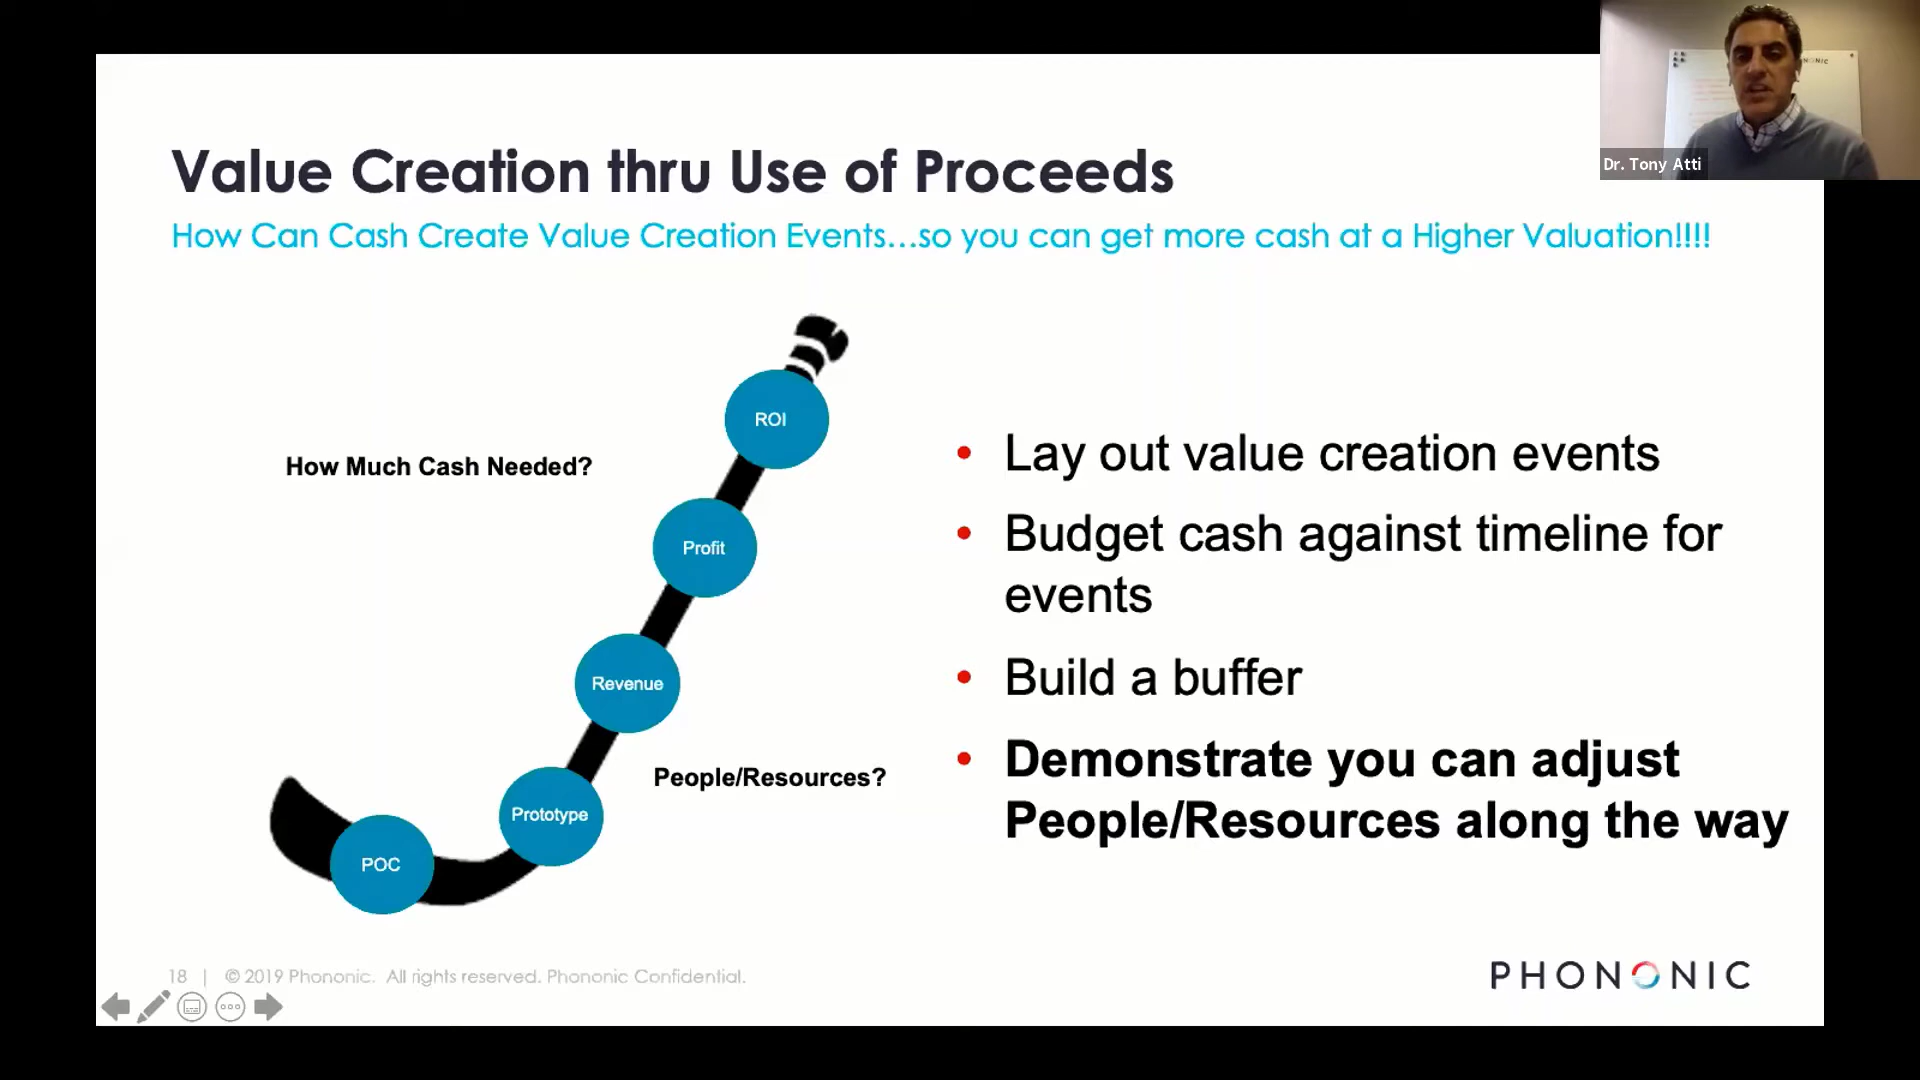 Dr. Tony Atti
Value Creation thru Use of Proceeds
How Can Cash Create Value Creation Events...so you can get more cash at a Higher Valuation!!!!
ROI
How Much Cash Needed?
Profit
Revenue
People/Resources?
Prototype
POC
• Lay out value creation events
• Budget cash against timeline for
events
• Build a buffer
• Demonstrate you can adjust
People/Resources along the way
18 | © 2019 Phononic. All rights reserved. Phononic Confidential.
PHONONIC